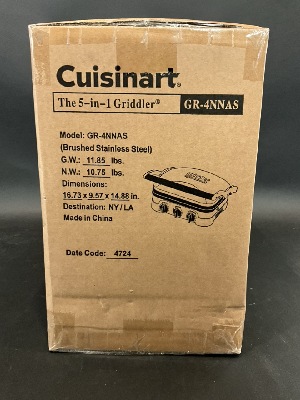 Cuisinart®
The 5-in-1 Griddler® GR-4NNAS
Model: GR-4NNAS
(Brushed Stainless Steel)
G.W.: 11.85 lbs.
N.W.: 10.75 lbs.
Dimensions:
16.73 x 9.57 x 14.88 in.
Destination: NY / LA
Made in China
Date Code: 4724